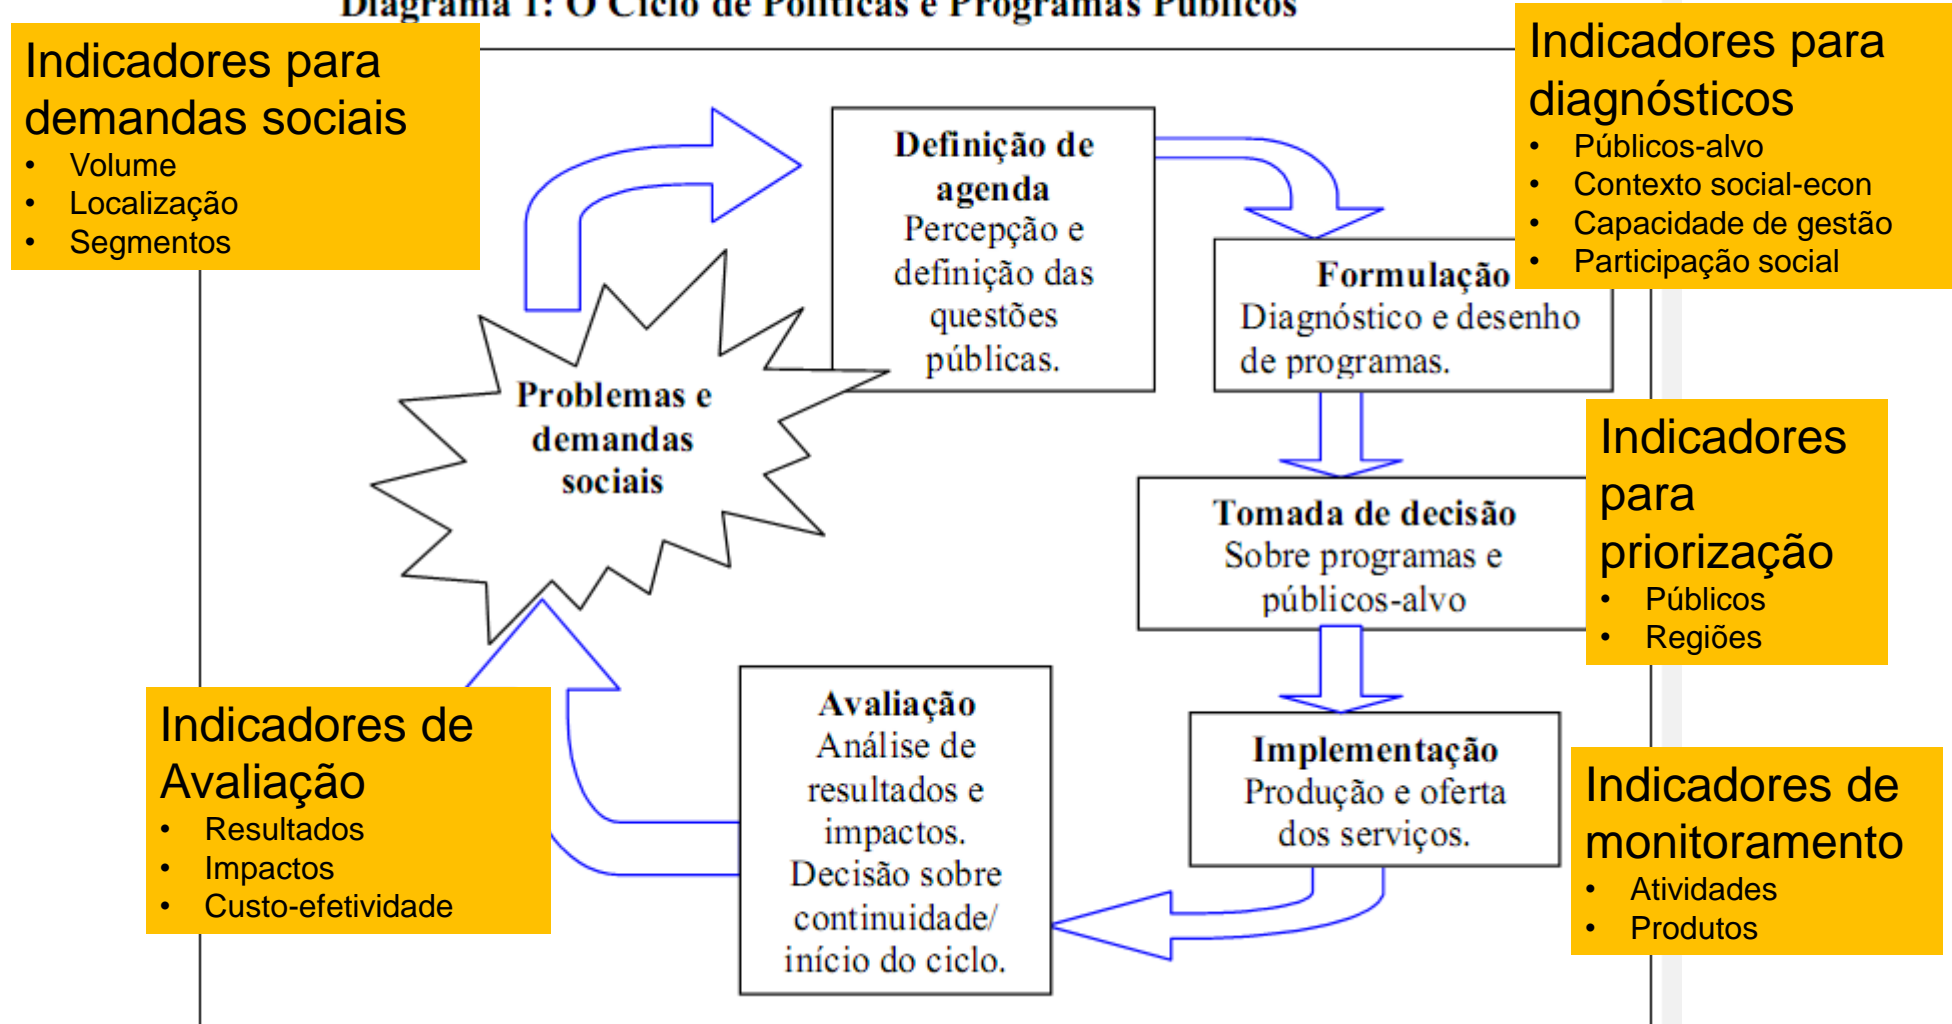 Diagrama 1: O Ciclo de Políticas e Programas Públicos
Indicadores para
demandas sociais
• Volume
• Localização
• Segmentos
Indicadores para
diagnósticos
• Públicos-alvo
• Contexto social-econ
• Capacidade de gestão
• Participação social
Definição de
agenda
Percepção e
definição das
questões
públicas.
Formulação
Diagnóstico e desenho
de programas.
Problemas e
demandas
sociais
Indicadores
para
priorização
• Públicos
• Regiões
Tomada de decisão
Sobre programas e
públicos-alvo
Indicadores de
Avaliação
• Resultados
• Impactos
• Custo-efetividade
Avaliação
Análise de
resultados e
impactos.
Decisão sobre
continuidade/
início do ciclo.
Implementação
Produção e oferta
dos serviços.
Indicadores de
monitoramento
• Atividades
• Produtos